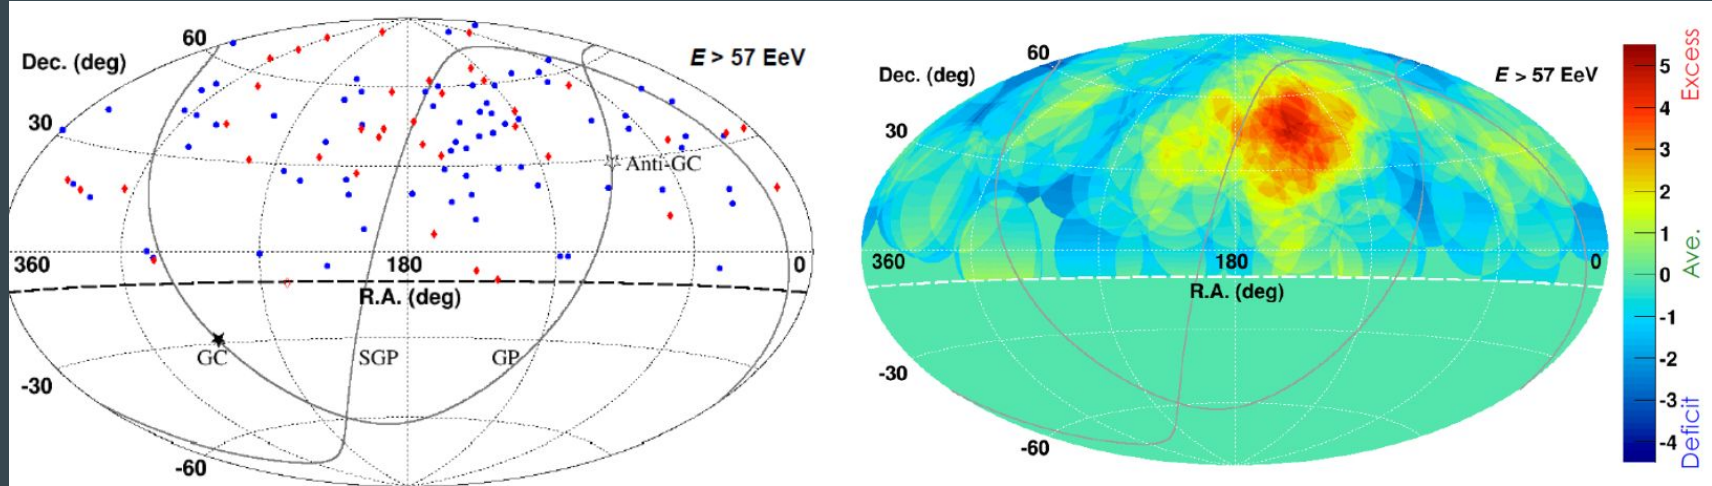 60
Dec. (deg)
E > 57 EeV
30
Anti-GC
360
180
0
R.A. (deg)
GC
SGP
GP
-30
-60
60
Dec. (deg)
E > 57 EeV
30
360
180
0
R.A. (deg)
-30
-60
5
4
3
2
1
0
-1
-2
-3
-4
Excess
Ave.
Deficit